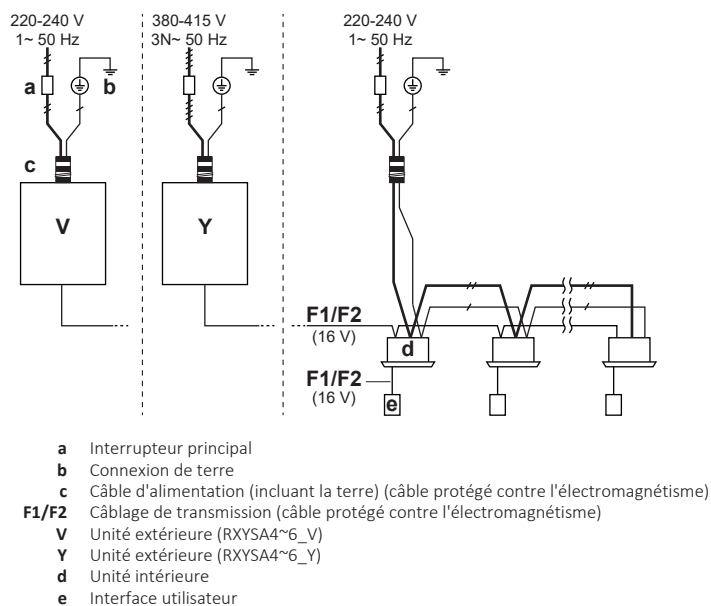 220-240 V
1~ 50 Hz
380-415 V
3N~ 50 Hz
220-240 V
1~ 50 Hz
a
b
c
V
Y
F1/F2
(16 V)
d
F1/F2
(16 V)
e
a Interrupteur principal
b Connexion de terre
c Câble d'alimentation (incluant la terre) (câble protégé contre l'électromagnétisme)
F1/F2 Câblage de transmission (câble protégé contre l'électromagnétisme)
V Unité extérieure (RXYSA4~6_V)
Y Unité extérieure (RXYSA4~6_Y)
d Unité intérieure
e Interface utilisateur